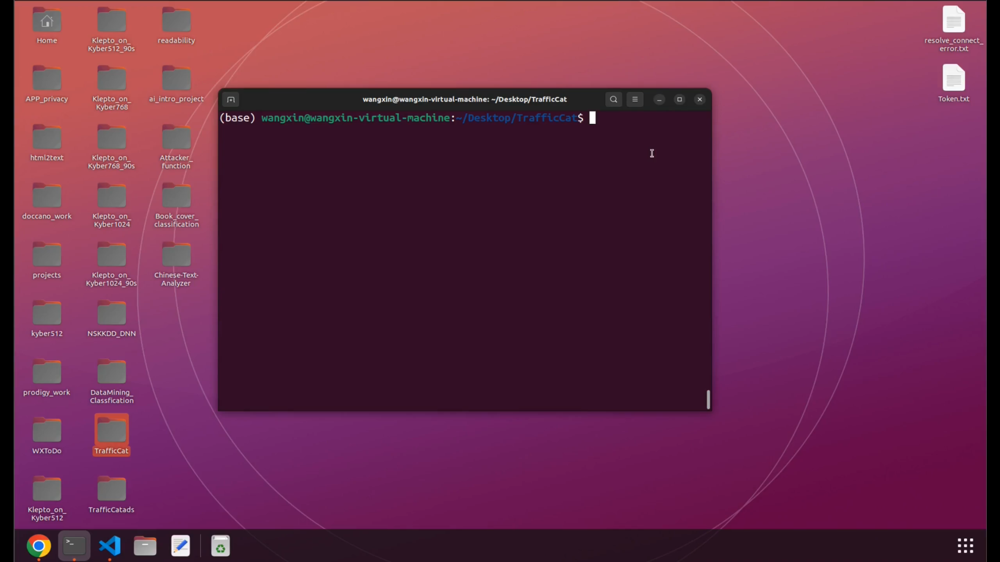 Home
Klepto_on_
Kyber512_90s
readability
resolve_connect_
error.txt
APP_privacy
Klepto_on_
Kyber768
ai_intro_project
Token.txt
wangxin@wangxin-virtual-machine: ~/Desktop/TrafficCat
(base) wangxin@wangxin-virtual-machine:~/Desktop/TrafficCat$
html2text
Klepto_on_
Kyber768_90s
Attacker_
function
doccano_work
Klepto_on_
Kyber1024
Book_cover_
classification
projects
Klepto_on_
Kyber1024_90s
Chinese-Text-
Analyzer
kyber512
NSKKDD_DNN
prodigy_work
DataMining_
Classfication
WXToDo
TrafficCat
Klepto_on_
Kyber512
TrafficCatads
>_